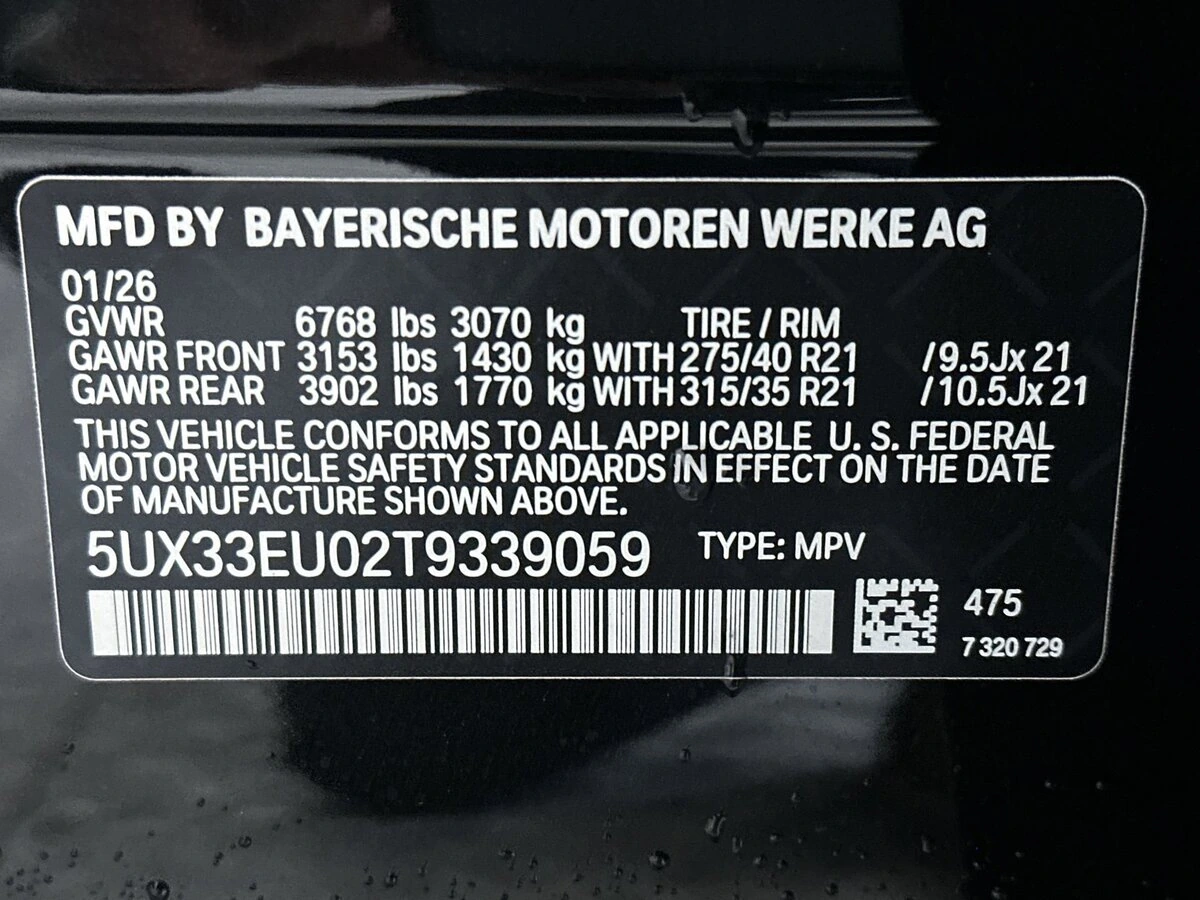 MFD BY BAYERISCHE MOTOREN WERKE AG
01/26
GVWR 6768 lbs 3070 kg TIRE / RIM
GAWR FRONT 3153 lbs 1430 kg WITH 275/40 R21 /9.5Jx 21
GAWR REAR 3902 lbs 1770 kg WITH 315/35 R21 /10.5Jx 21
THIS VEHICLE CONFORMS TO ALL APPLICABLE U. S. FEDERAL
MOTOR VEHICLE SAFETY STANDARDS IN EFFECT ON THE DATE
OF MANUFACTURE SHOWN ABOVE.
5UX33EU02T9339059 TYPE: MPV
475
7 320 729